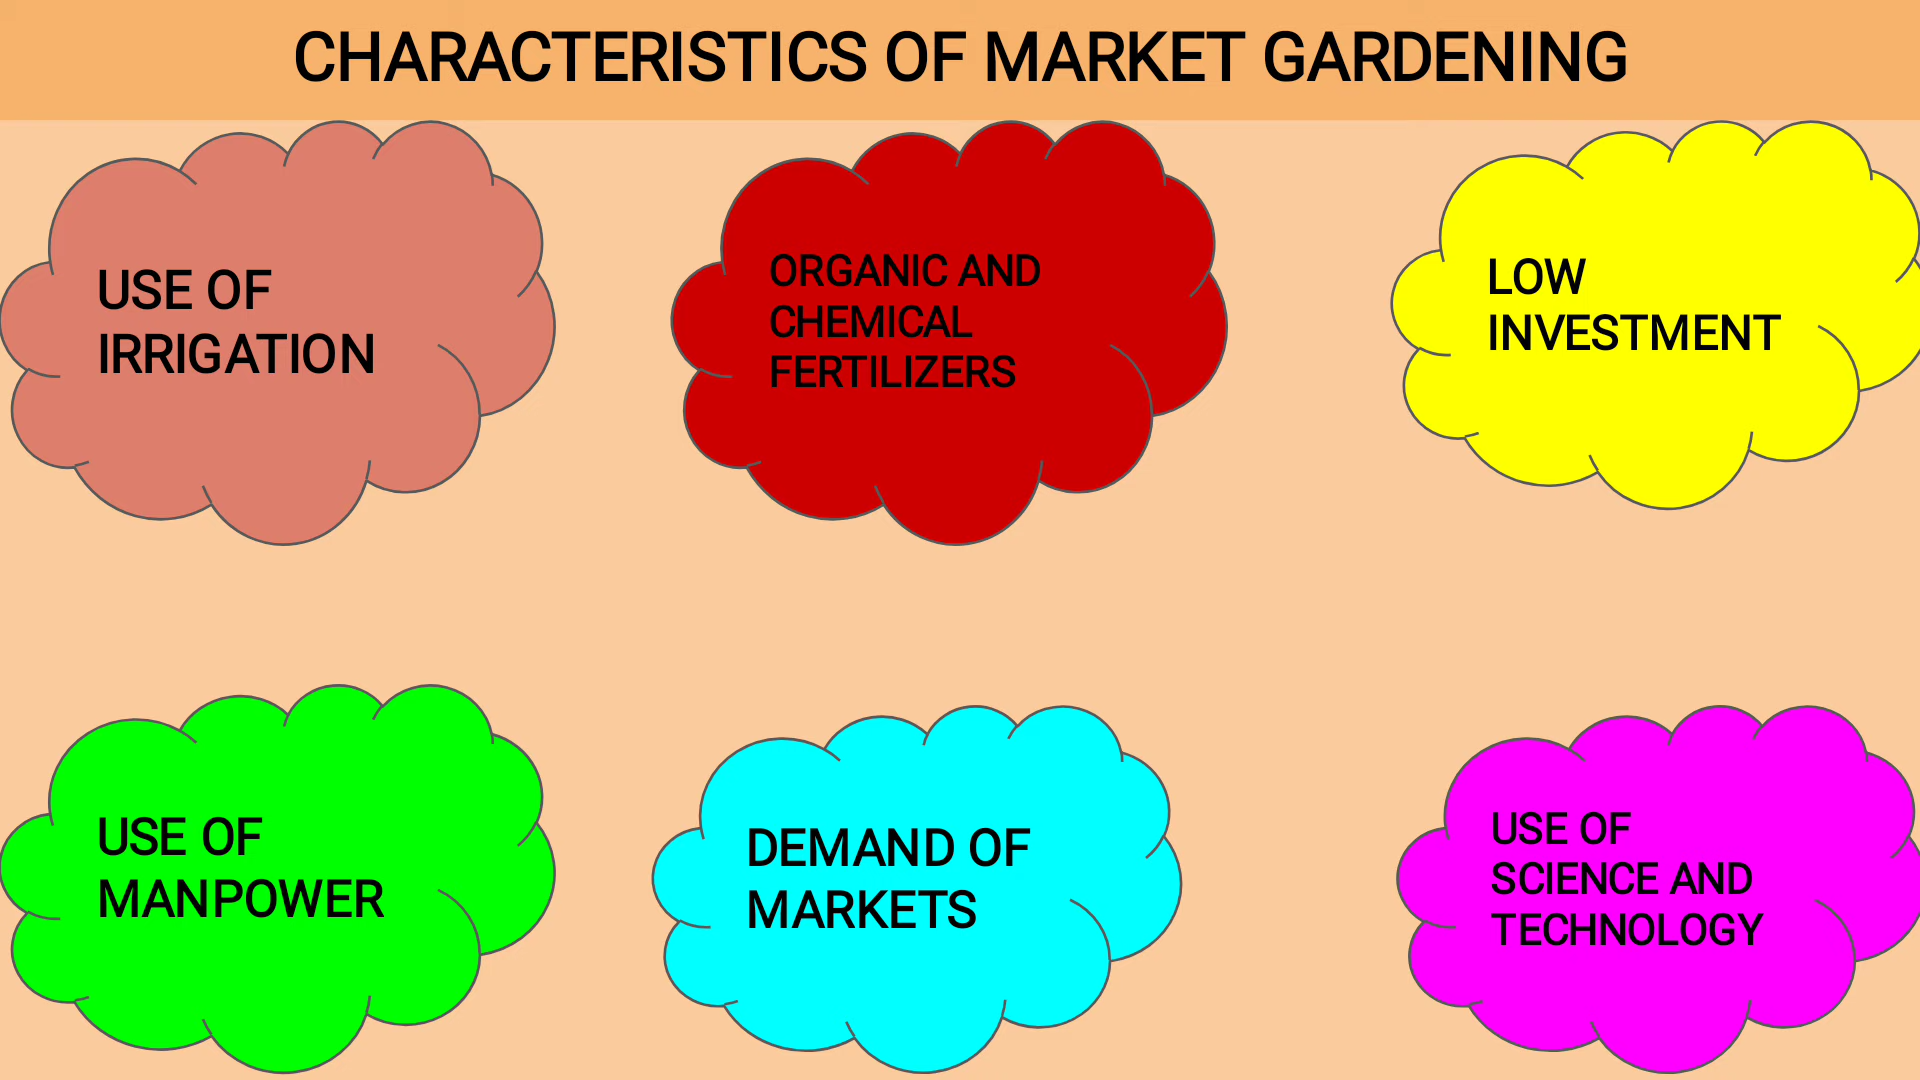 CHARACTERISTICS OF MARKET GARDENING
USE OF
IRRIGATION
ORGANIC AND
CHEMICAL
FERTILIZERS
LOW
INVESTMENT
USE OF
MANPOWER
DEMAND OF
MARKETS
USE OF
SCIENCE AND
TECHNOLOGY